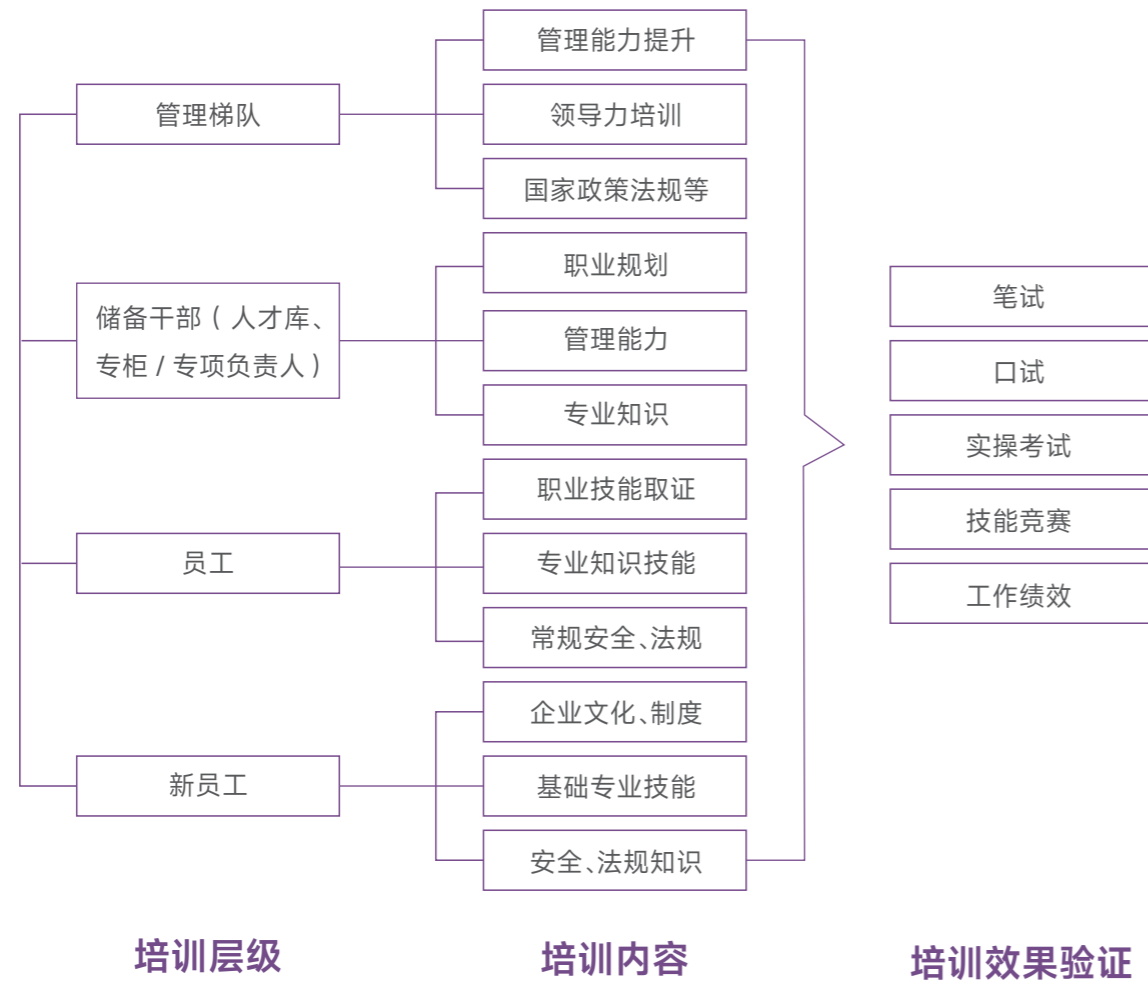 管理梯队
储备干部（人才库、
专柜 / 专项负责人）
员工
新员工
管理能力提升
领导力培训
国家政策法规等
职业规划
管理能力
专业知识
职业技能取证
专业知识技能
常规安全、法规
企业文化、制度
基础专业技能
安全、法规知识
笔试
口试
实操考试
技能竞赛
工作绩效
培训层级
培训内容
培训效果验证